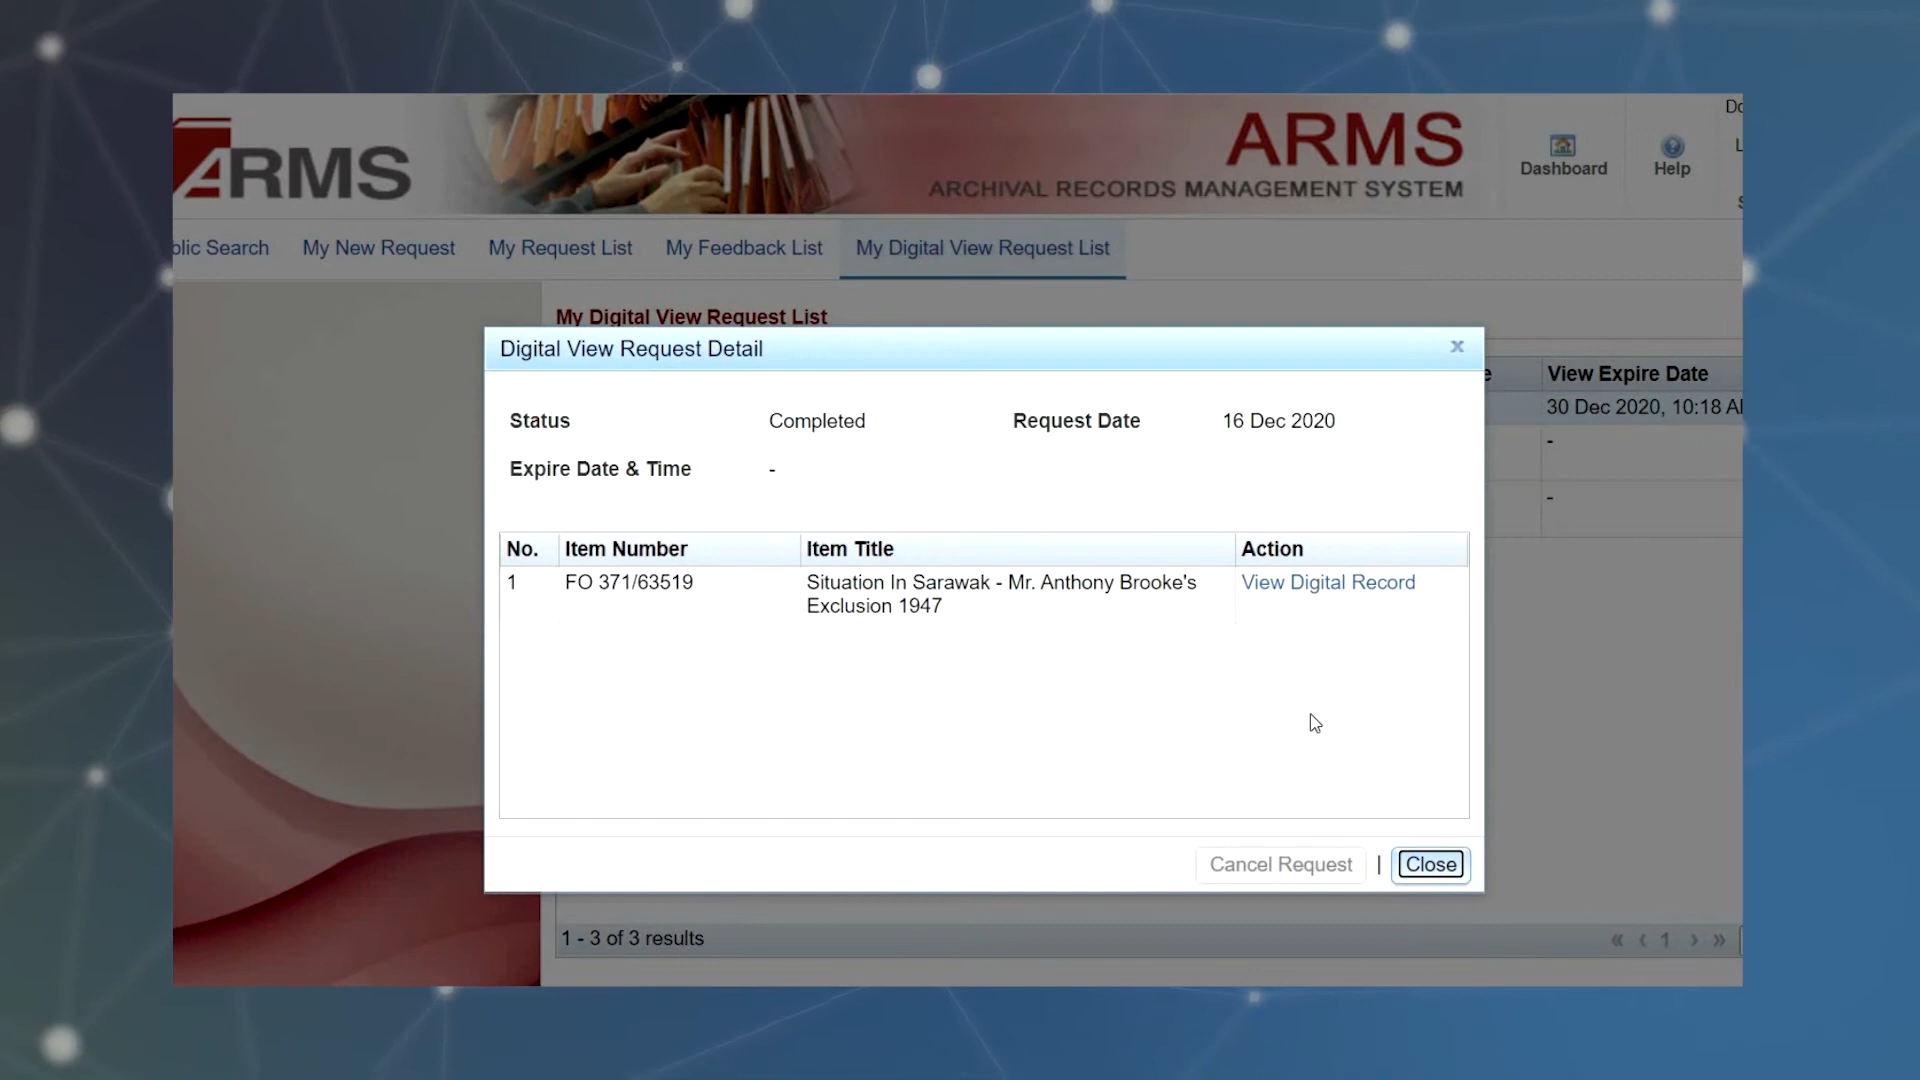 ARMS
ARMS
ARCHIVAL RECORDS MANAGEMENT SYSTEM
Dashboard
Help
My New Request
My Request List
My Feedback List
My Digital View Request List
Search
My Digital View Request List
Digital View Request Detail
x
View Expire Date
30 Dec 2020, 10:18
-
-
Status Completed Request Date 16 Dec 2020
Expire Date & Time -
No. Item Number Item Title Action
1 FO 371/63519 Situation In Sarawak - Mr. Anthony Brooke's View Digital Record
Exclusion 1947
Cancel Request | Close
1 - 3 of 3 results
« ‹ 1 › »